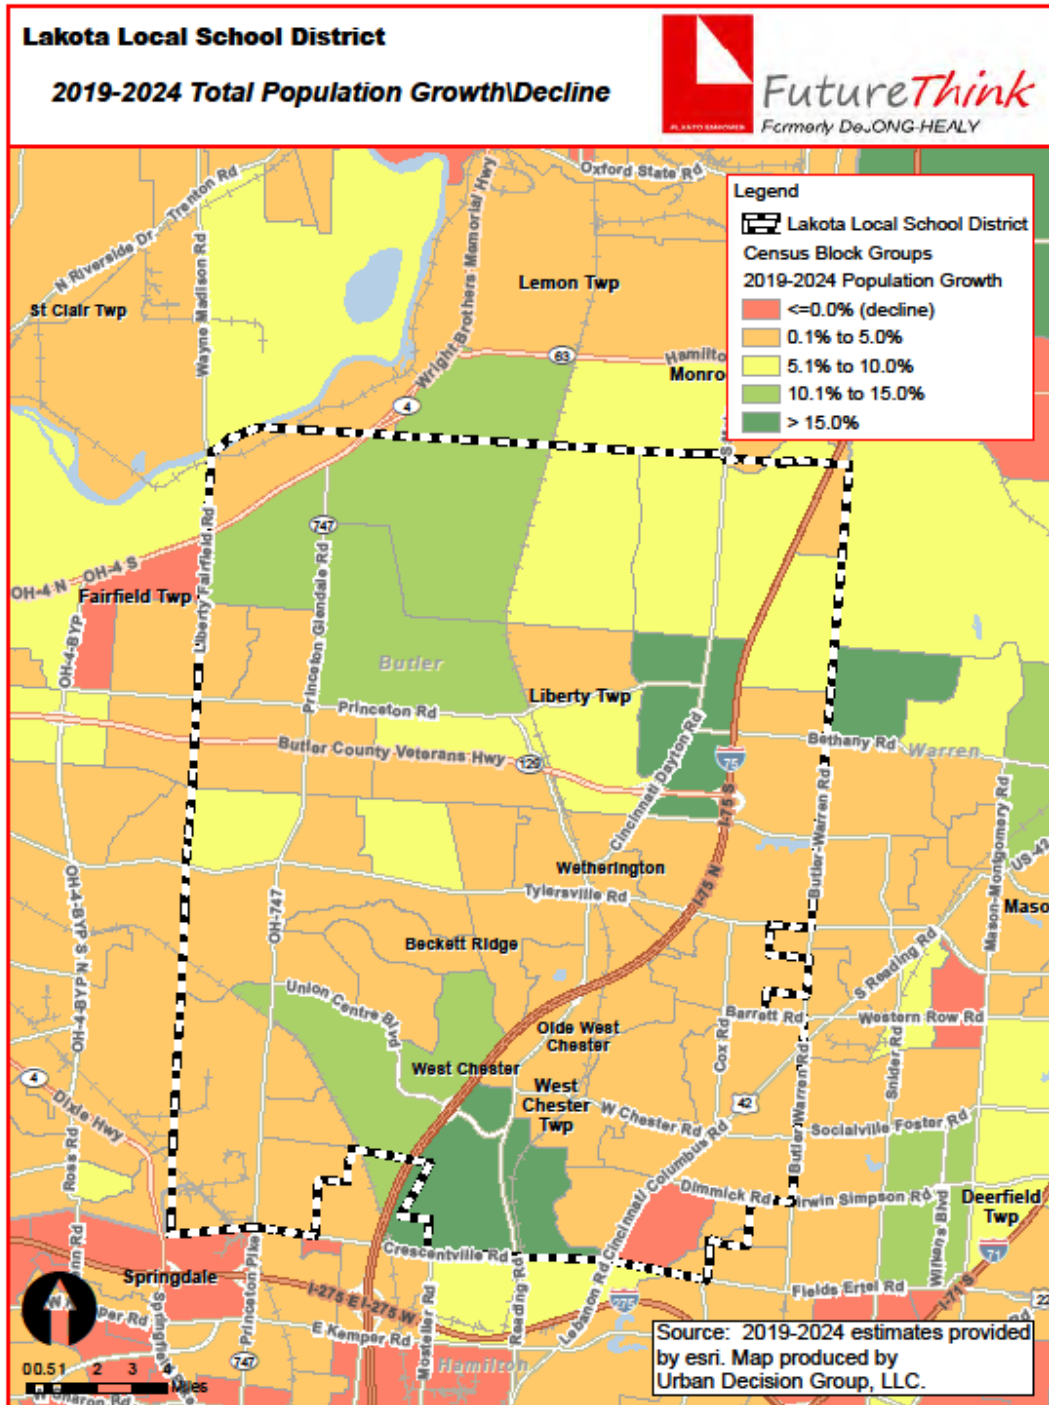 Lakota Local School District
2019-2024 Total Population Growth\Decline
FutureThink
Formerly DeJONG-HEALY
Legend
Lakota Local School District
Census Block Groups
2019-2024 Population Growth
<=0.0% (decline)
0.1% to 5.0%
5.1% to 10.0%
10.1% to 15.0%
> 15.0%
Oxford State Rd
N Riverside Dr
Trenton Rd
Wayne Madison Rd
Wright Brothers Memorial Hwy
Lemon Twp
St Clair Twp
63
Hamilto
Monro
4
747
Liberty Fairfield Rd
Princeton Glendale Rd
OH-4 N
OH-4 S
Fairfield Twp
OH-4-BYP
Butler
Liberty Twp
Princeton Rd
Butler County Veterans Hwy
129
Cincinnati Dayton Rd
75
I-75 S
Bethany Rd
Warren
Butler-Warren Rd
Mason-Montgomery Rd
Wetherington
I-75 N
Tylersville Rd
OH-747
OH-4-BYP S
OH-4-BYP N
Maso
Beckett Ridge
S Reading Rd
Union Centre Blvd
Barrett Rd
Western Row Rd
Cox Rd
Olde West
Chester
Snider Rd
West Chester
West
Chester
Twp
W Chester Rd
42
Butler Warren Rd
Socialville Foster Rd
4
Dixie Hwy
Ross Rd
Cincinnati Columbus Rd
Dimmick Rd
Irwin Simpson Rd
Wilkens Blvd
Deerfield
Twp
71
I-71 S
Crescentville Rd
Princeton Pike
Springdale
I-275 E
I-275 W
E Kemper Rd
Mosteller Rd
Reading Rd
Lebanon Rd
275
Fields Ertel Rd
22
Hamilton
747
0 0.5 1 2 3 4
Miles
Source: 2019-2024 estimates provided
by esri. Map produced by
Urban Decision Group, LLC.